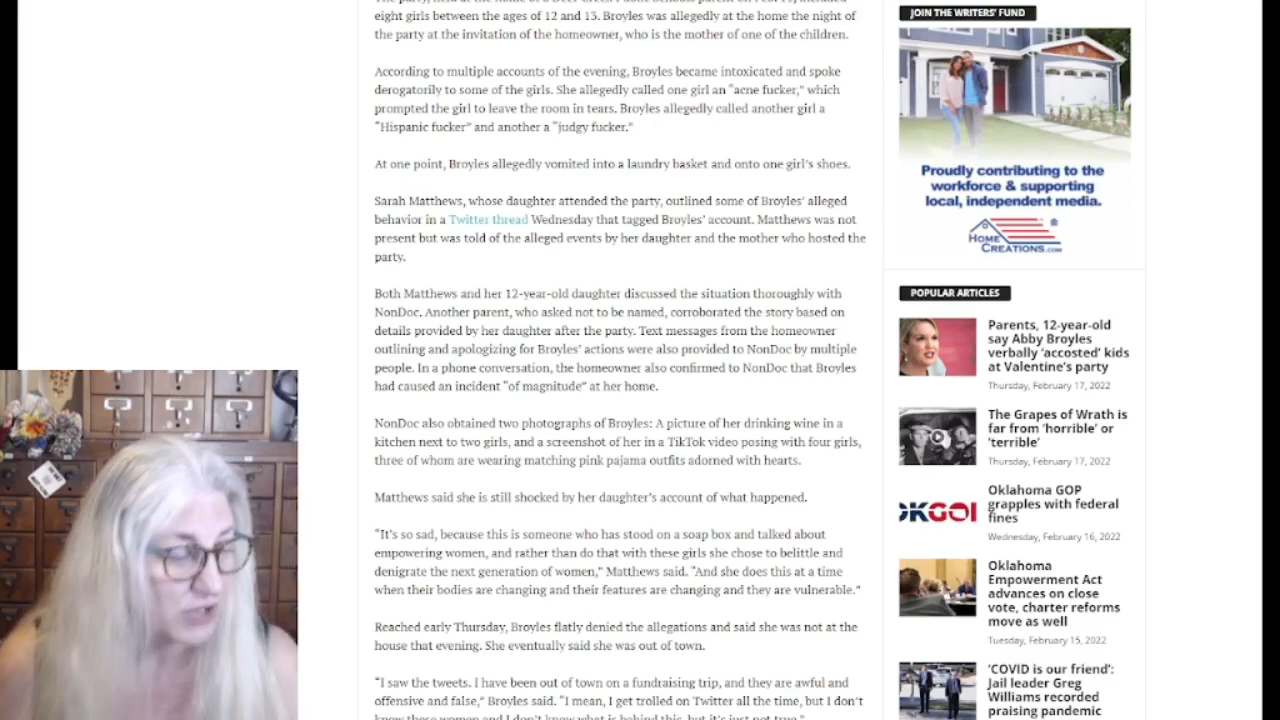 eight girls between the ages of 12 and 13. Broyles was allegedly at the home the night of
the party at the invitation of the homeowner, who is the mother of one of the children.
According to multiple accounts of the evening, Broyles became intoxicated and spoke
derogatorily to some of the girls. She allegedly called one girl an “acne fucker,” which
prompted the girl to leave the room in tears. Broyles allegedly called another girl a
“Hispanic fucker” and another a “judgy fucker.”
At one point, Broyles allegedly vomited into a laundry basket and onto one girl’s shoes.
Sarah Matthews, whose daughter attended the party, outlined some of Broyles’ alleged
behavior in a Twitter thread Wednesday that tagged Broyles’ account. Matthews was not
present but was told of the alleged events by her daughter and the mother who hosted the
party.
Both Matthews and her 12-year-old daughter discussed the situation thoroughly with
NonDoc. Another parent, who asked not to be named, corroborated the story based on
details provided by her daughter after the party. Text messages from the homeowner
outlining and apologizing for Broyles’ actions were also provided to NonDoc by multiple
people. In a phone conversation, the homeowner also confirmed to NonDoc that Broyles
had caused an incident “of magnitude” at her home.
NonDoc also obtained two photographs of Broyles: A picture of her drinking wine in a
kitchen next to two girls, and a screenshot of her in a TikTok video posing with four girls,
three of whom are wearing matching pink pajama outfits adorned with hearts.
Matthews said she is still shocked by her daughter’s account of what happened.
“It’s so sad, because this is someone who has stood on a soap box and talked about
empowering women, and rather than do that with these girls she chose to belittle and
denigrate the next generation of women,” Matthews said. “And she does this at a time
when their bodies are changing and their features are changing and they are vulnerable.”
Reached early Thursday, Broyles flatly denied the allegations and said she was not at the
house that evening. She eventually said she was out of town.
“I saw the tweets. I have been out of town on a fundraising trip, and they are awful and
offensive and false,” Broyles said. “I mean, I get trolled on Twitter all the time, but I don’t
know these women and I don’t know what is behind this, but it’s just not true.”
JOIN THE WRITERS’ FUND
Proudly contributing to the
workforce & supporting
local, independent media.
HOME
CREATIONS.COM
®
POPULAR ARTICLES
Parents, 12-year-old
say Abby Broyles
verbally ‘accosted’ kids
at Valentine’s party
Thursday, February 17, 2022
The Grapes of Wrath is
far from ‘horrible’ or
‘terrible’
Thursday, February 17, 2022
OKGOP
Oklahoma GOP
grapples with federal
fines
Wednesday, February 16, 2022
Oklahoma
Empowerment Act
advances on close
vote, charter reforms
move as well
Tuesday, February 15, 2022
‘COVID is our friend’:
Jail leader Greg
Williams recorded
praising pandemic